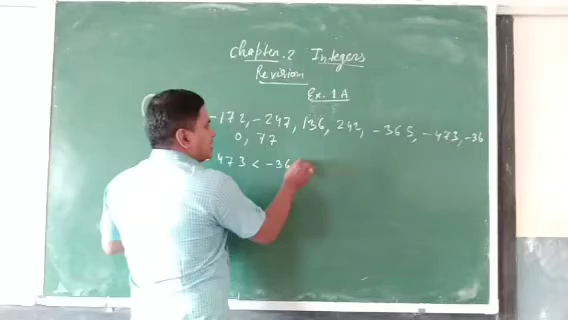 Chapter.2 Integers
Revision
Ex. 1A
-172, -247, 136, 242, -365, -473, -36
0, 77
473 < -36